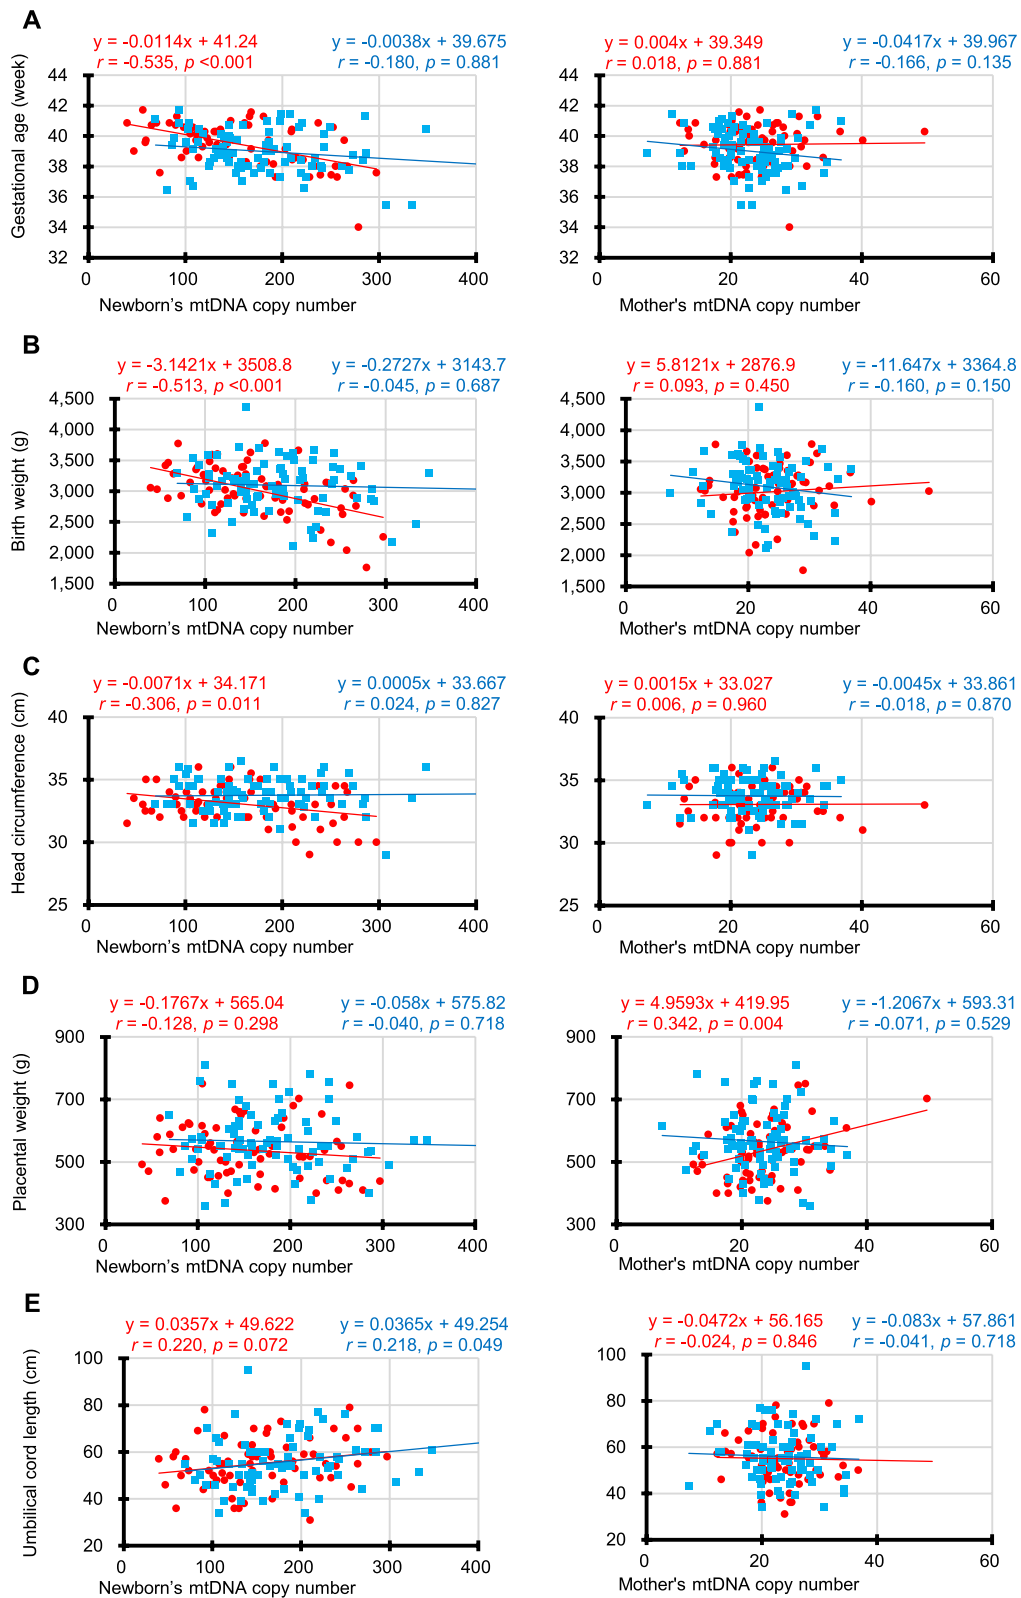 A
y = -0.0114x + 41.24
r = -0.535, p <0.001
y = -0.0038x + 39.675
r = -0.180, p = 0.881
y = 0.004x + 39.349
r = 0.018, p = 0.881
y = -0.0417x + 39.967
r = -0.166, p = 0.135
Gestational age (week)
44
42
40
38
36
34
32
0
100
200
300
400
Newborn's mtDNA copy number
44
42
40
38
36
34
32
0
20
40
60
Mother's mtDNA copy number
B
y = -3.1421x + 3508.8
r = -0.513, p <0.001
y = -0.2727x + 3143.7
r = -0.045, p = 0.687
y = 5.8121x + 2876.9
r = 0.093, p = 0.450
y = -11.647x + 3364.8
r = -0.160, p = 0.150
Birth weight (g)
4,500
4,000
3,500
3,000
2,500
2,000
1,500
0
100
200
300
400
Newborn's mtDNA copy number
4,500
4,000
3,500
3,000
2,500
2,000
1,500
0
20
40
60
Mother's mtDNA copy number
C
y = -0.0071x + 34.171
r = -0.306, p = 0.011
y = 0.0005x + 33.667
r = 0.024, p = 0.827
y = 0.0015x + 33.027
r = 0.006, p = 0.960
y = -0.0045x + 33.861
r = -0.018, p = 0.870
Head circumference (cm)
40
35
30
25
0
100
200
300
400
Newborn's mtDNA copy number
40
35
30
25
0
20
40
60
Mother's mtDNA copy number
D
y = -0.1767x + 565.04
r = -0.128, p = 0.298
y = -0.058x + 575.82
r = -0.040, p = 0.718
y = 4.9593x + 419.95
r = 0.342, p = 0.004
y = -1.2067x + 593.31
r = -0.071, p = 0.529
Placental weight (g)
900
700
500
300
0
100
200
300
400
Newborn's mtDNA copy number
900
700
500
300
0
20
40
60
Mother's mtDNA copy number
E
y = 0.0357x + 49.622
r = 0.220, p = 0.072
y = 0.0365x + 49.254
r = 0.218, p = 0.049
y = -0.0472x + 56.165
r = -0.024, p = 0.846
y = -0.083x + 57.861
r = -0.041, p = 0.718
Umbilical cord length (cm)
100
80
60
40
20
0
100
200
300
400
Newborn's mtDNA copy number
100
80
60
40
20
0
20
40
60
Mother's mtDNA copy number